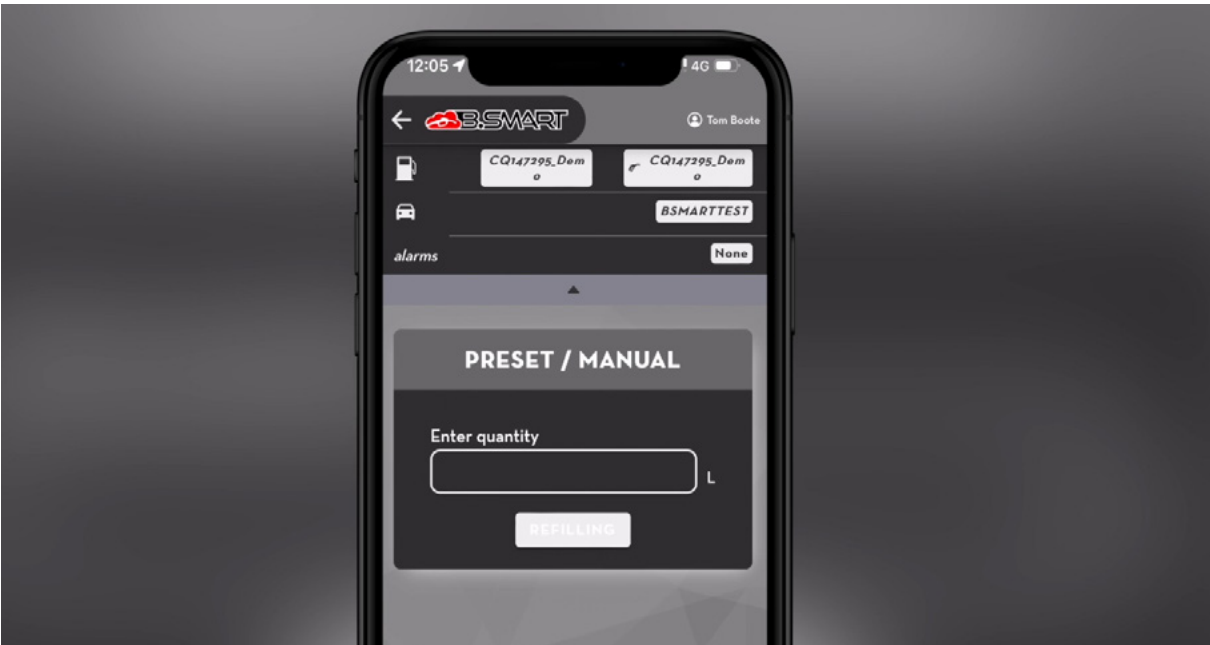 12:05
4G
B.SMART
Tom Boote
CQ147295_Dem
o
CQ147295_Dem
o
BSMARTTEST
alarms
None
PRESET / MANUAL
Enter quantity
L
REFILLING